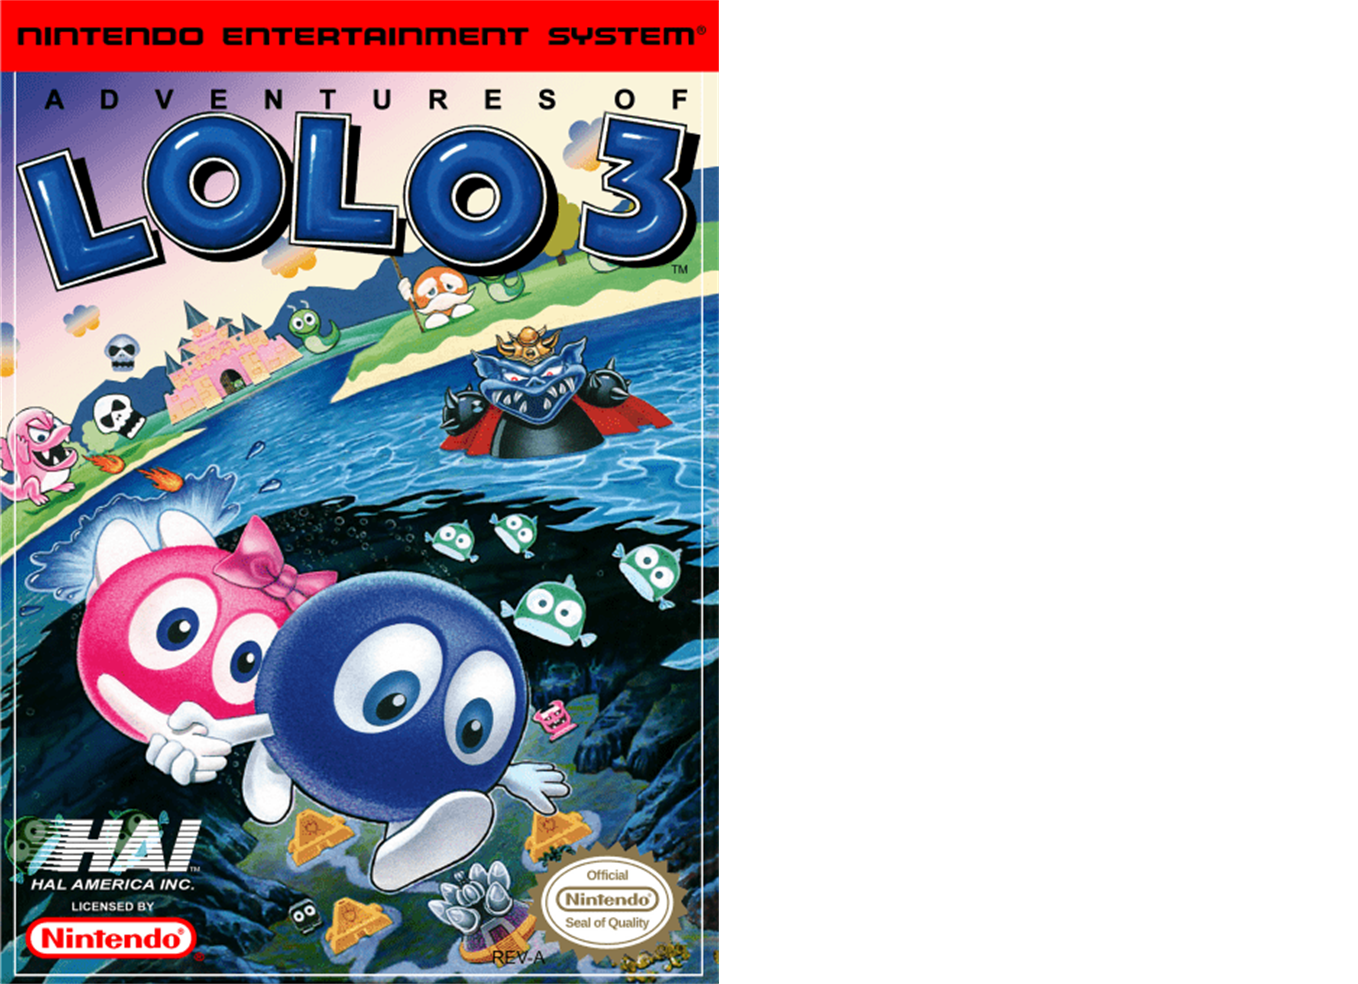 NINTENDO ENTERTAINMENT SYSTEM®
ADVENTURES OF
LOLO 3
TM
HAL
TM
HAL AMERICA INC.
LICENSED BY
Nintendo®
Official
Nintendo®
Seal of Quality
REV-A